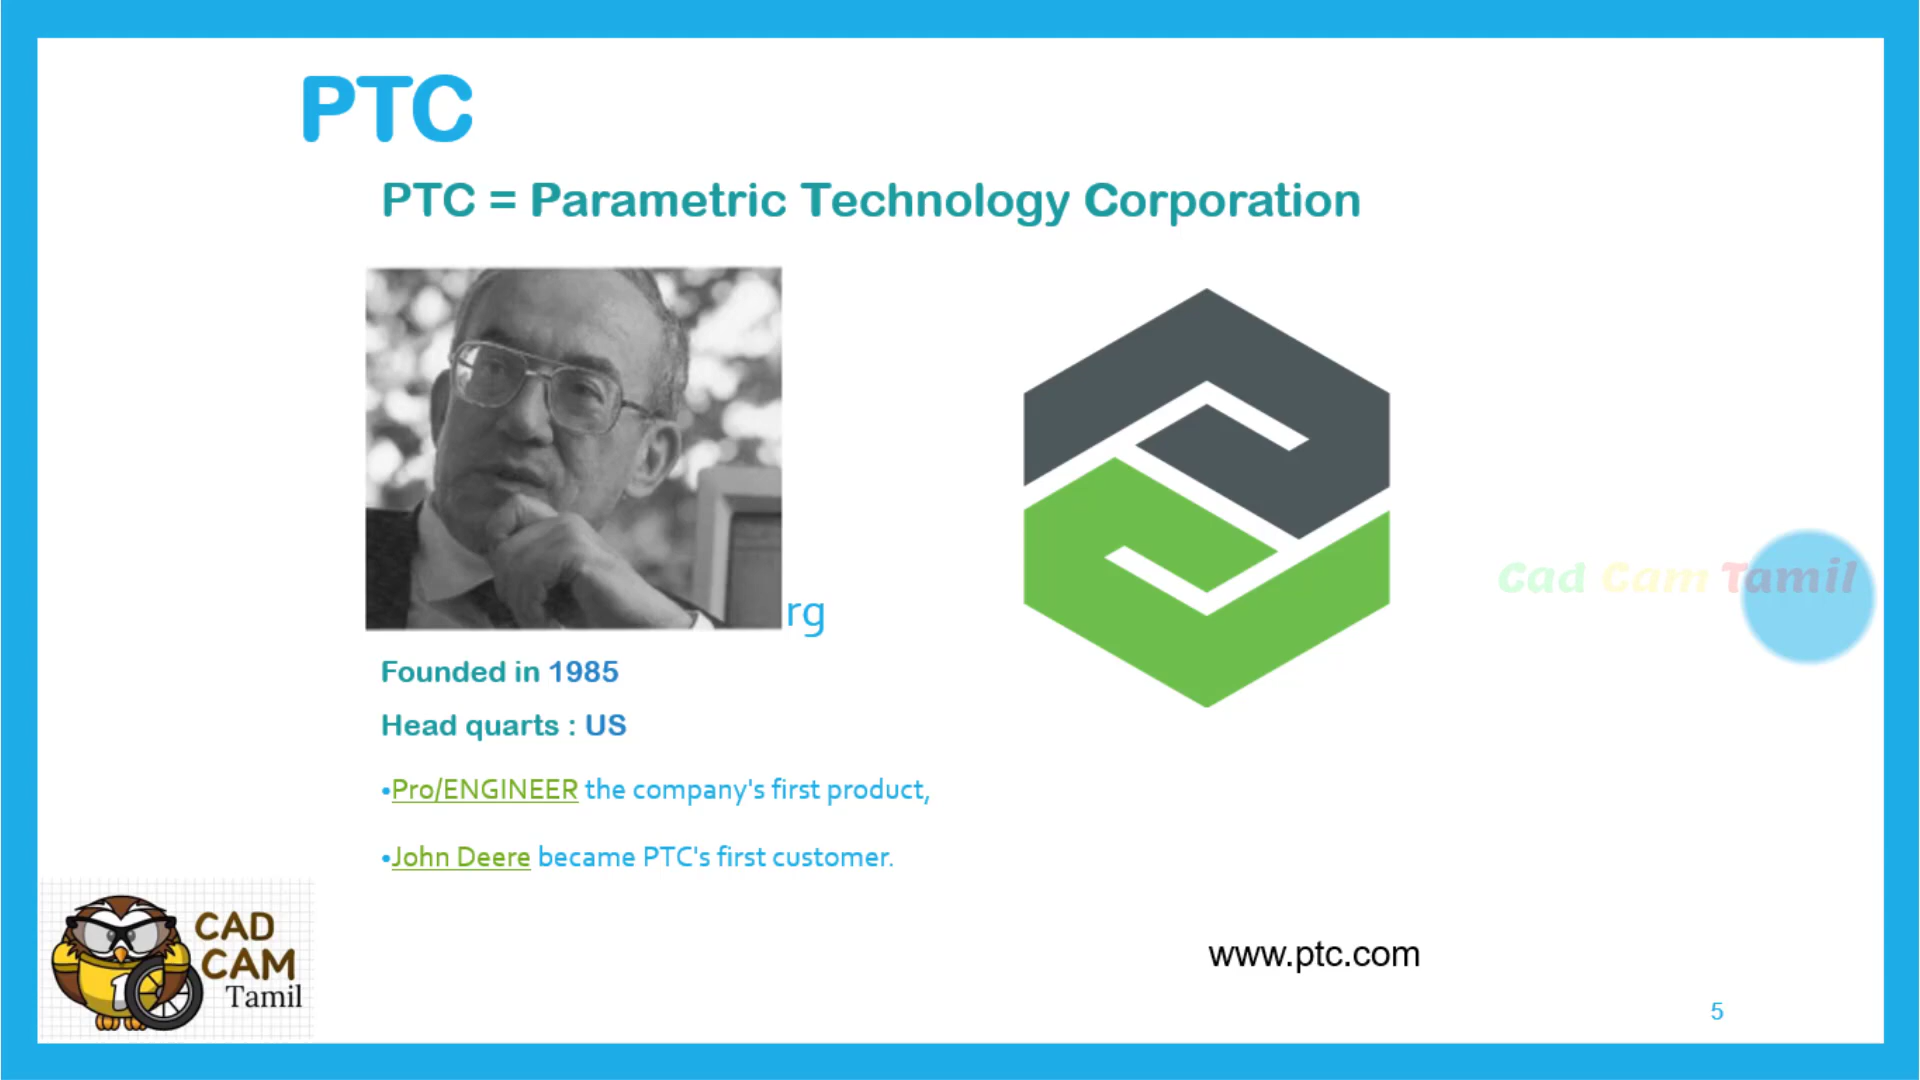 PTC
PTC = Parametric Technology Corporation
rg
Founded in 1985
Head quarts : US
•Pro/ENGINEER the company's first product,
•John Deere became PTC's first customer.
Cad Cam Tamil
CAD
CAM
Tamil
1
www.ptc.com
5